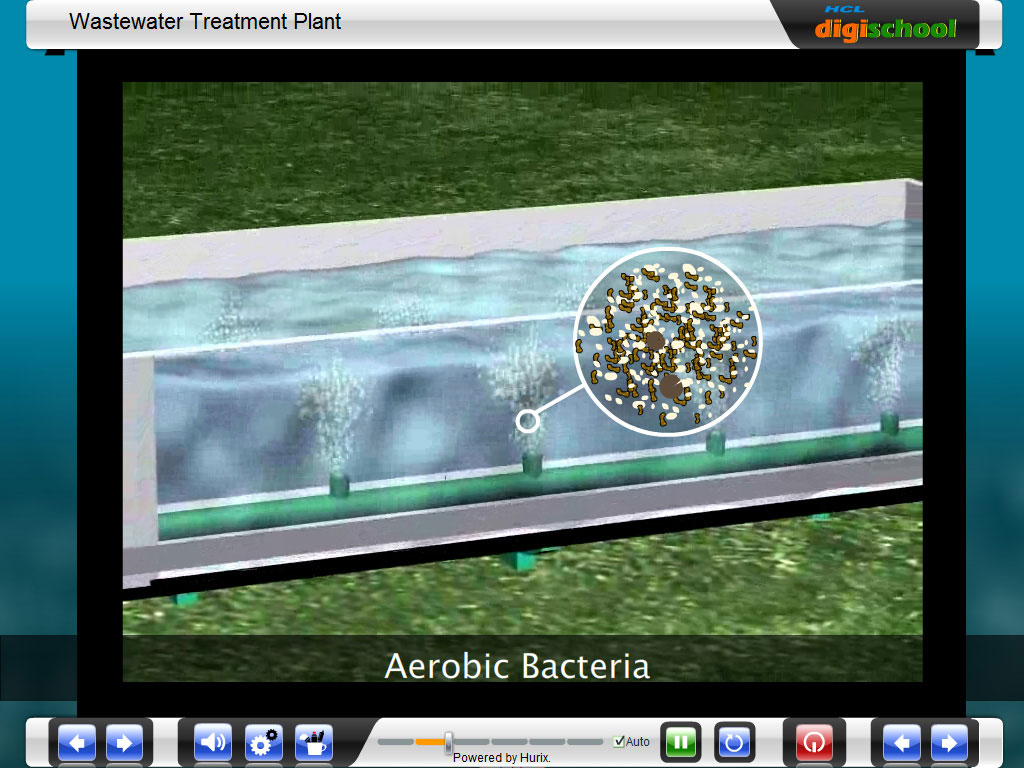 Wastewater Treatment Plant
HCL
digischool
Aerobic Bacteria
Auto
Powered by Hurix.